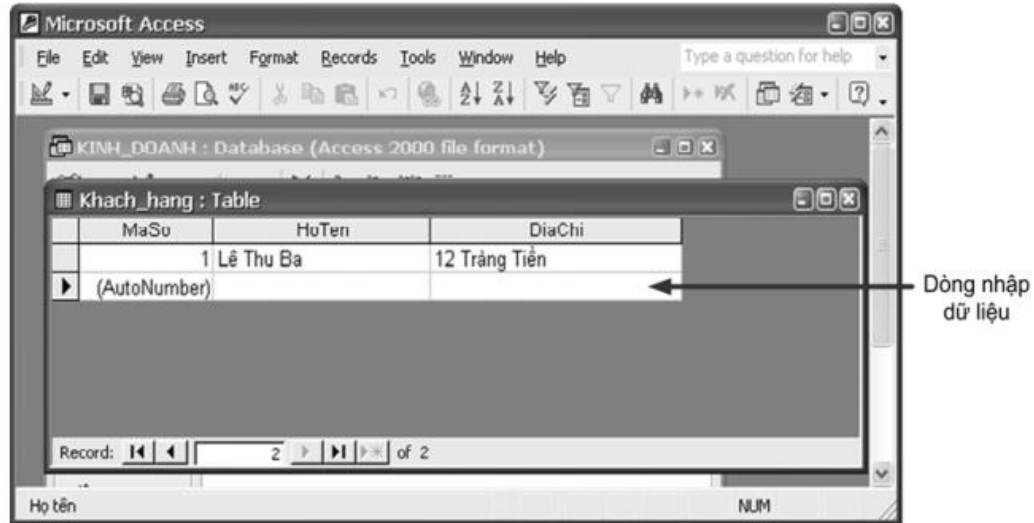 Microsoft Access
File Edit View Insert Format Records Tools Window Help Type a question for help
KINH_DOANH : Database (Access 2000 file format)
Khach_hang : Table
MaSo HoTen DiaChi
1 Lê Thu Ba 12 Tràng Tiền
(AutoNumber)
Dòng nhập
dữ liệu
Record: 2 of 2
Họ tên NUM